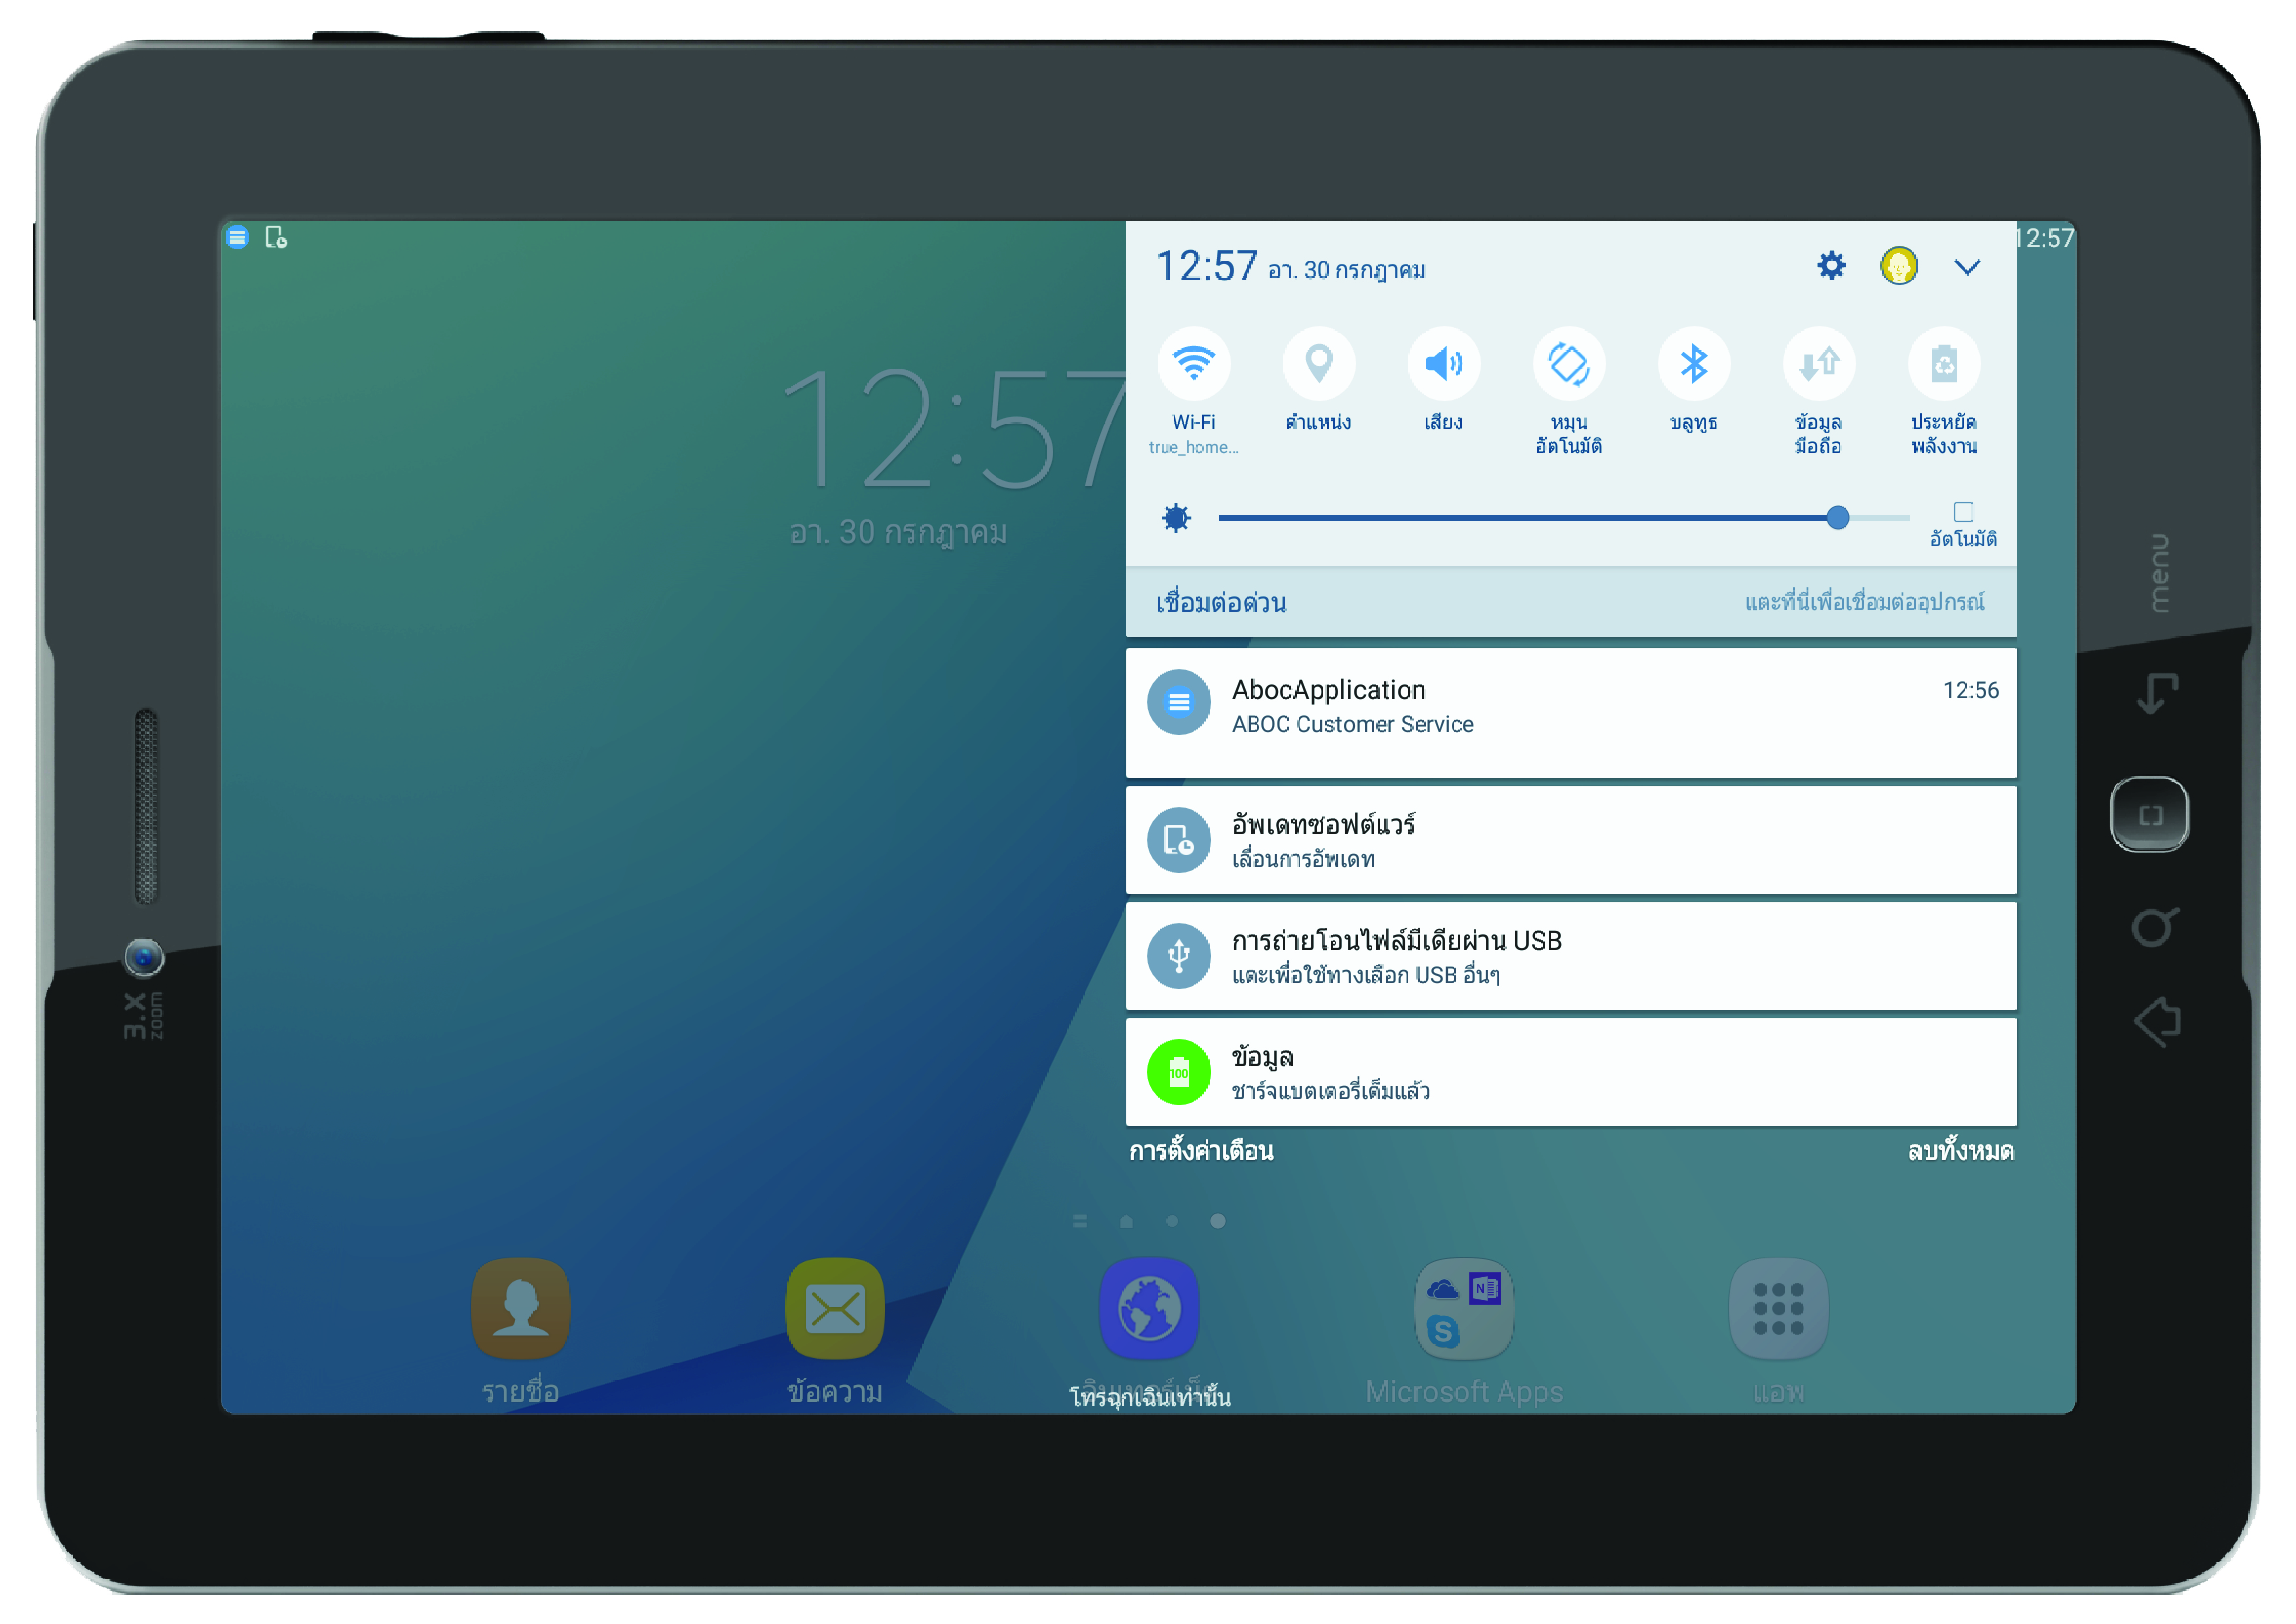 12:57
12:57 อา. 30 กรกฎาคม
Wi-Fi
true_home...
ตำแหน่ง
เสียง
หมุน
อัตโนมัติ
บลูทูธ
ข้อมูล
มือถือ
ประหยัด
พลังงาน
12:57
อา. 30 กรกฎาคม
อัตโนมัติ
เชื่อมต่อด่วน
แตะที่นี่เพื่อเชื่อมต่ออุปกรณ์
menu
AbocApplication
12:56
ABOC Customer Service
อัพเดทซอฟต์แวร์
เลื่อนการอัพเดท
การถ่ายโอนไฟล์มีเดียผ่าน USB
แตะเพื่อใช้ทางเลือก USB อื่นๆ
3.X
zoom
100
ข้อมูล
ชาร์จแบตเตอรี่เต็มแล้ว
การตั้งค่าเตือน
ลบทั้งหมด
N
S
รายชื่อ
ข้อความ
โทรฉุกเฉินเท่านั้น
Microsoft Apps
แอพ